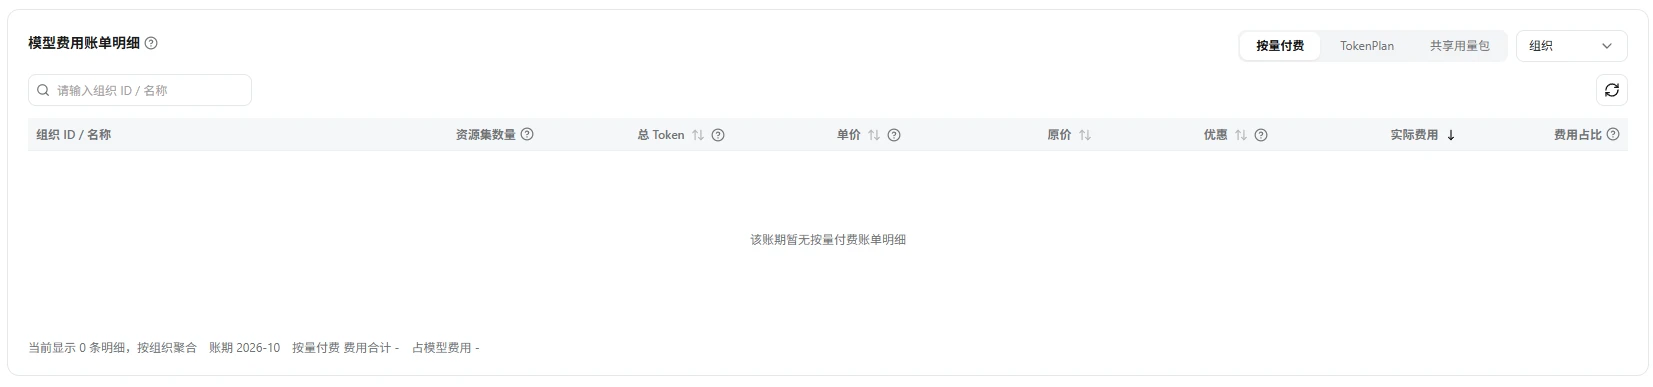 模型费用账单明细
按量付费 TokenPlan 共享用量包 组织
请输入组织 ID / 名称
组织 ID / 名称 资源集数量 总 Token 单价 原价 优惠 实际费用 费用占比
该账期暂无按量付费账单明细
当前显示 0 条明细，按组织聚合 账期 2026-10 按量付费 费用合计 - 占模型费用 -